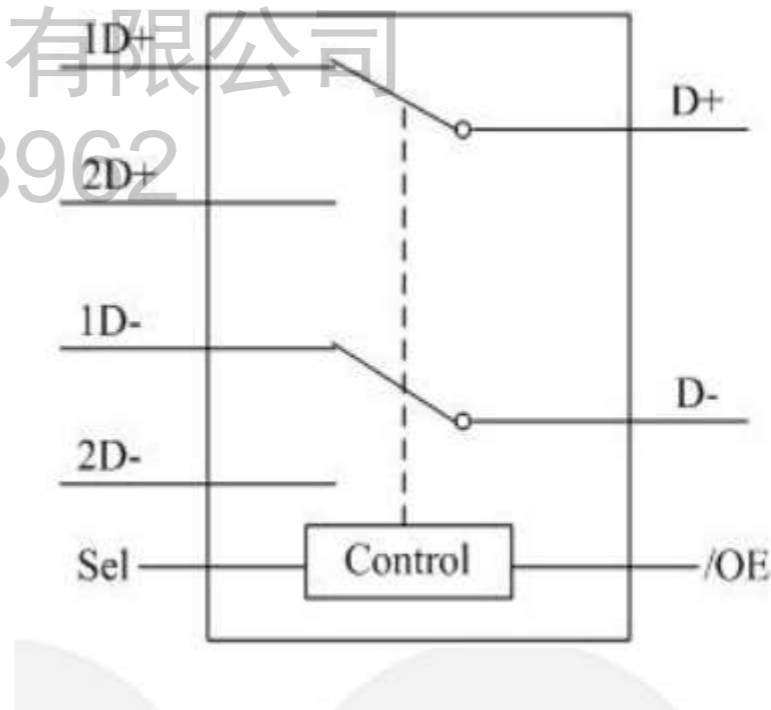 有限公司
1D+
D+
3962
2D+
1D-
D-
2D-
Sel
Control
/OE